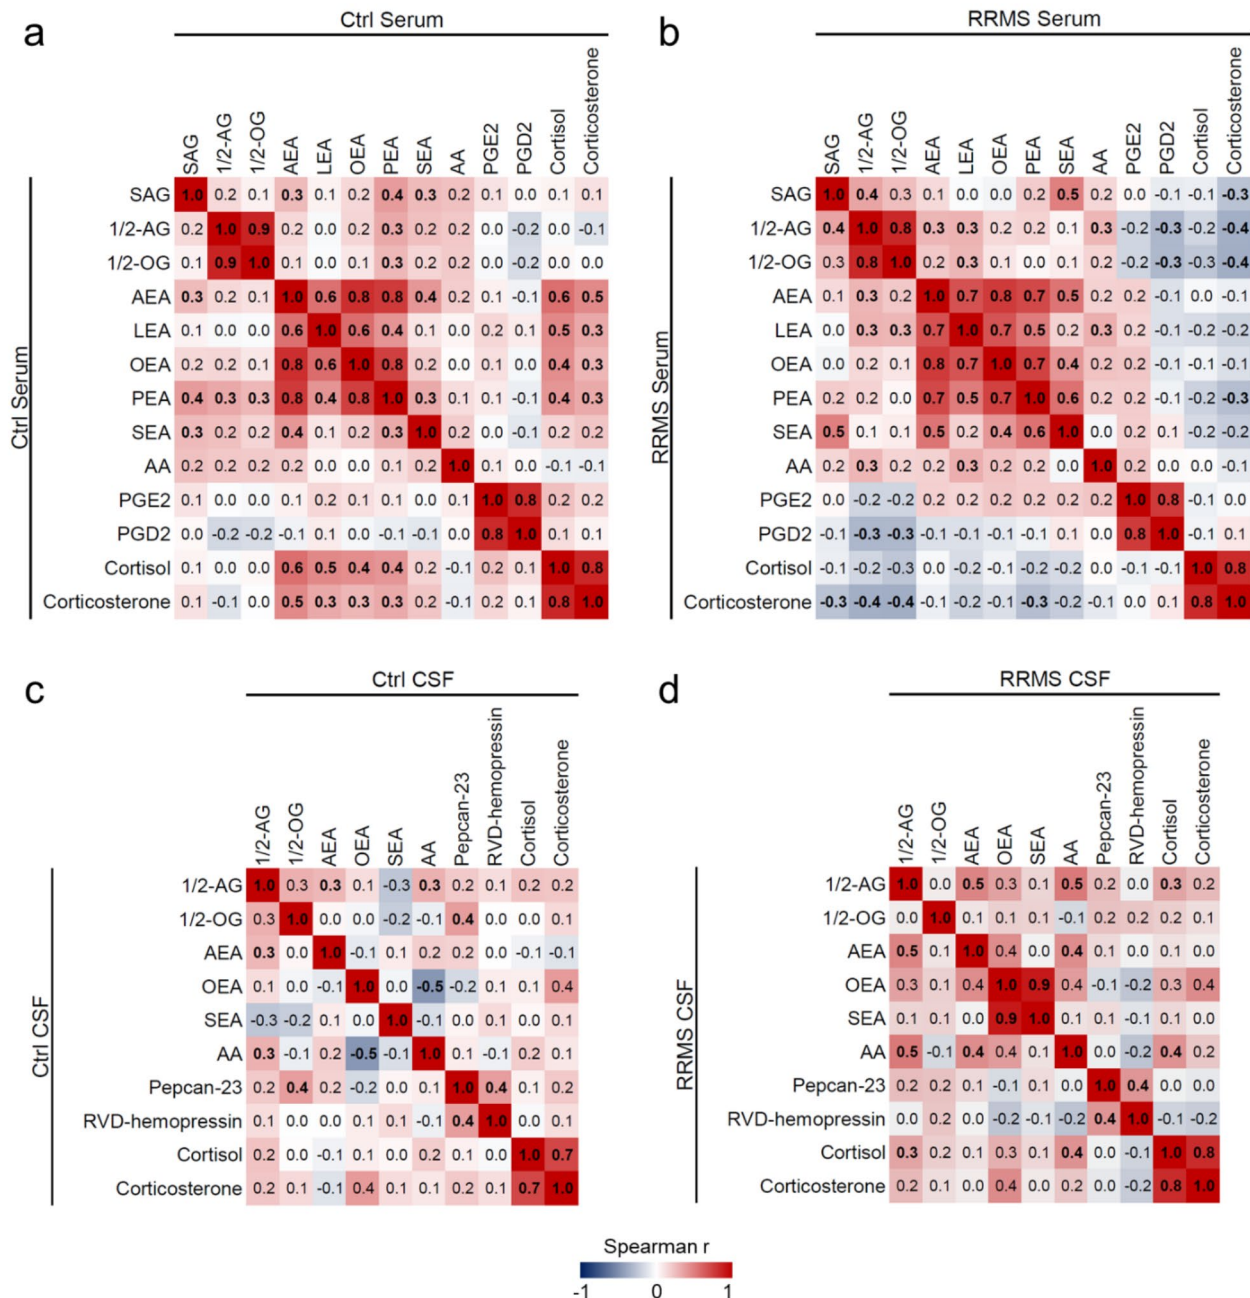 a
Ctrl Serum
SAG 1/2-AG 1/2-OG AEA LEA OEA PEA SEA AA PGE2 PGD2 Cortisol Corticosterone
Ctrl Serum
SAG 1.0 0.2 0.1 0.3 0.1 0.2 0.4 0.3 0.2 0.1 0.0 0.1 0.1
1/2-AG 0.2 1.0 0.9 0.2 0.0 0.2 0.3 0.2 0.2 0.0 -0.2 0.0 -0.1
1/2-OG 0.1 0.9 1.0 0.1 0.0 0.1 0.3 0.2 0.2 0.0 -0.2 0.0 0.0
AEA 0.3 0.2 0.1 1.0 0.6 0.8 0.8 0.4 0.2 0.1 -0.1 0.6 0.5
LEA 0.1 0.0 0.0 0.6 1.0 0.6 0.4 0.1 0.0 0.2 0.1 0.5 0.3
OEA 0.2 0.2 0.1 0.8 0.6 1.0 0.8 0.2 0.0 0.1 0.0 0.4 0.3
PEA 0.4 0.3 0.3 0.8 0.4 0.8 1.0 0.3 0.1 0.1 -0.1 0.4 0.3
SEA 0.3 0.2 0.2 0.4 0.1 0.2 0.3 1.0 0.2 0.0 -0.1 0.2 0.2
AA 0.2 0.2 0.2 0.2 0.0 0.0 0.1 0.2 1.0 0.1 0.0 -0.1 -0.1
PGE2 0.1 0.0 0.0 0.1 0.2 0.1 0.1 0.0 0.1 1.0 0.8 0.2 0.2
PGD2 0.0 -0.2 -0.2 -0.1 0.1 0.0 -0.1 -0.1 0.0 0.8 1.0 0.1 0.1
Cortisol 0.1 0.0 0.0 0.6 0.5 0.4 0.4 0.2 -0.1 0.2 0.1 1.0 0.8
Corticosterone 0.1 -0.1 0.0 0.5 0.3 0.3 0.3 0.2 -0.1 0.2 0.1 0.8 1.0
b
RRMS Serum
SAG 1/2-AG 1/2-OG AEA LEA OEA PEA SEA AA PGE2 PGD2 Cortisol Corticosterone
RRMS Serum
SAG 1.0 0.4 0.3 0.1 0.0 0.0 0.2 0.5 0.2 0.0 -0.1 -0.1 -0.3
1/2-AG 0.4 1.0 0.8 0.3 0.3 0.2 0.2 0.1 0.3 -0.2 -0.3 -0.2 -0.4
1/2-OG 0.3 0.8 1.0 0.2 0.3 0.1 0.0 0.1 0.2 -0.2 -0.3 -0.3 -0.4
AEA 0.1 0.3 0.2 1.0 0.7 0.8 0.7 0.5 0.2 0.2 -0.1 0.0 -0.1
LEA 0.0 0.3 0.3 0.7 1.0 0.7 0.5 0.2 0.3 0.2 -0.1 -0.2 -0.2
OEA 0.0 0.2 0.1 0.8 0.7 1.0 0.7 0.4 0.2 0.2 -0.1 -0.1 -0.1
PEA 0.2 0.2 0.0 0.7 0.5 0.7 1.0 0.6 0.2 0.2 -0.1 -0.2 -0.3
SEA 0.5 0.1 0.1 0.5 0.2 0.4 0.6 1.0 0.0 0.2 0.1 -0.2 -0.2
AA 0.2 0.3 0.2 0.2 0.3 0.2 0.2 0.0 1.0 0.2 0.0 0.0 -0.1
PGE2 0.0 -0.2 -0.2 0.2 0.2 0.2 0.2 0.2 0.2 1.0 0.8 -0.1 0.0
PGD2 -0.1 -0.3 -0.3 -0.1 -0.1 -0.1 -0.1 0.1 0.0 0.8 1.0 -0.1 0.1
Cortisol -0.1 -0.2 -0.3 0.0 -0.2 -0.1 -0.2 -0.2 0.0 -0.1 -0.1 1.0 0.8
Corticosterone -0.3 -0.4 -0.4 -0.1 -0.2 -0.1 -0.3 -0.2 -0.1 0.0 0.1 0.8 1.0
c
Ctrl CSF
1/2-AG 1/2-OG AEA OEA SEA AA Pepcan-23 RVD-hemopressin Cortisol Corticosterone
Ctrl CSF
1/2-AG 1.0 0.3 0.3 0.1 -0.3 0.3 0.2 0.1 0.2 0.2
1/2-OG 0.3 1.0 0.0 0.0 -0.2 -0.1 0.4 0.0 0.0 0.1
AEA 0.3 0.0 1.0 -0.1 0.1 0.2 0.2 0.0 -0.1 -0.1
OEA 0.1 0.0 -0.1 1.0 0.0 -0.5 -0.2 0.1 0.1 0.4
SEA -0.3 -0.2 0.1 0.0 1.0 -0.1 0.0 0.1 0.0 0.1
AA 0.3 -0.1 0.2 -0.5 -0.1 1.0 0.1 -0.1 0.2 0.1
Pepcan-23 0.2 0.4 0.2 -0.2 0.0 0.1 1.0 0.4 0.1 0.2
RVD-hemopressin 0.1 0.0 0.0 0.1 0.1 -0.1 0.4 1.0 0.0 0.1
Cortisol 0.2 0.0 -0.1 0.1 0.0 0.2 0.1 0.0 1.0 0.7
Corticosterone 0.2 0.1 -0.1 0.4 0.1 0.1 0.2 0.1 0.7 1.0
d
RRMS CSF
1/2-AG 1/2-OG AEA OEA SEA AA Pepcan-23 RVD-hemopressin Cortisol Corticosterone
RRMS CSF
1/2-AG 1.0 0.0 0.5 0.3 0.1 0.5 0.2 0.0 0.3 0.2
1/2-OG 0.0 1.0 0.1 0.1 0.1 -0.1 0.2 0.2 0.2 0.1
AEA 0.5 0.1 1.0 0.4 0.0 0.4 0.1 0.0 0.1 0.0
OEA 0.3 0.1 0.4 1.0 0.9 0.4 -0.1 -0.2 0.3 0.4
SEA 0.1 0.1 0.0 0.9 1.0 0.1 0.1 -0.1 0.1 0.0
AA 0.5 -0.1 0.4 0.4 0.1 1.0 0.0 -0.2 0.4 0.2
Pepcan-23 0.2 0.2 0.1 -0.1 0.1 0.0 1.0 0.4 0.0 0.0
RVD-hemopressin 0.0 0.2 0.0 -0.2 -0.1 -0.2 0.4 1.0 -0.1 -0.2
Cortisol 0.3 0.2 0.1 0.3 0.1 0.4 0.0 -0.1 1.0 0.8
Corticosterone 0.2 0.1 0.0 0.4 0.0 0.2 0.0 -0.2 0.8 1.0
Spearman r
-1 0 1